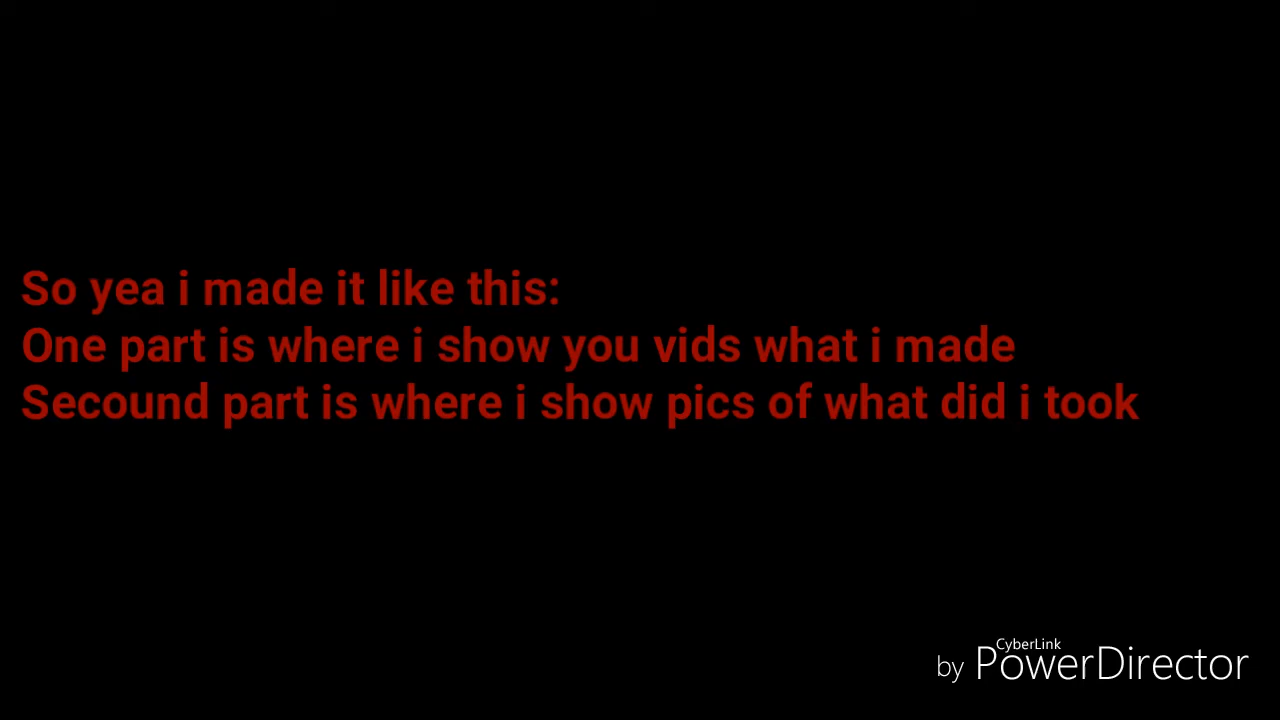 So yea i made it like this:
One part is where i show you vids what i made
Secound part is where i show pics of what did i took
CyberLink
by PowerDirector